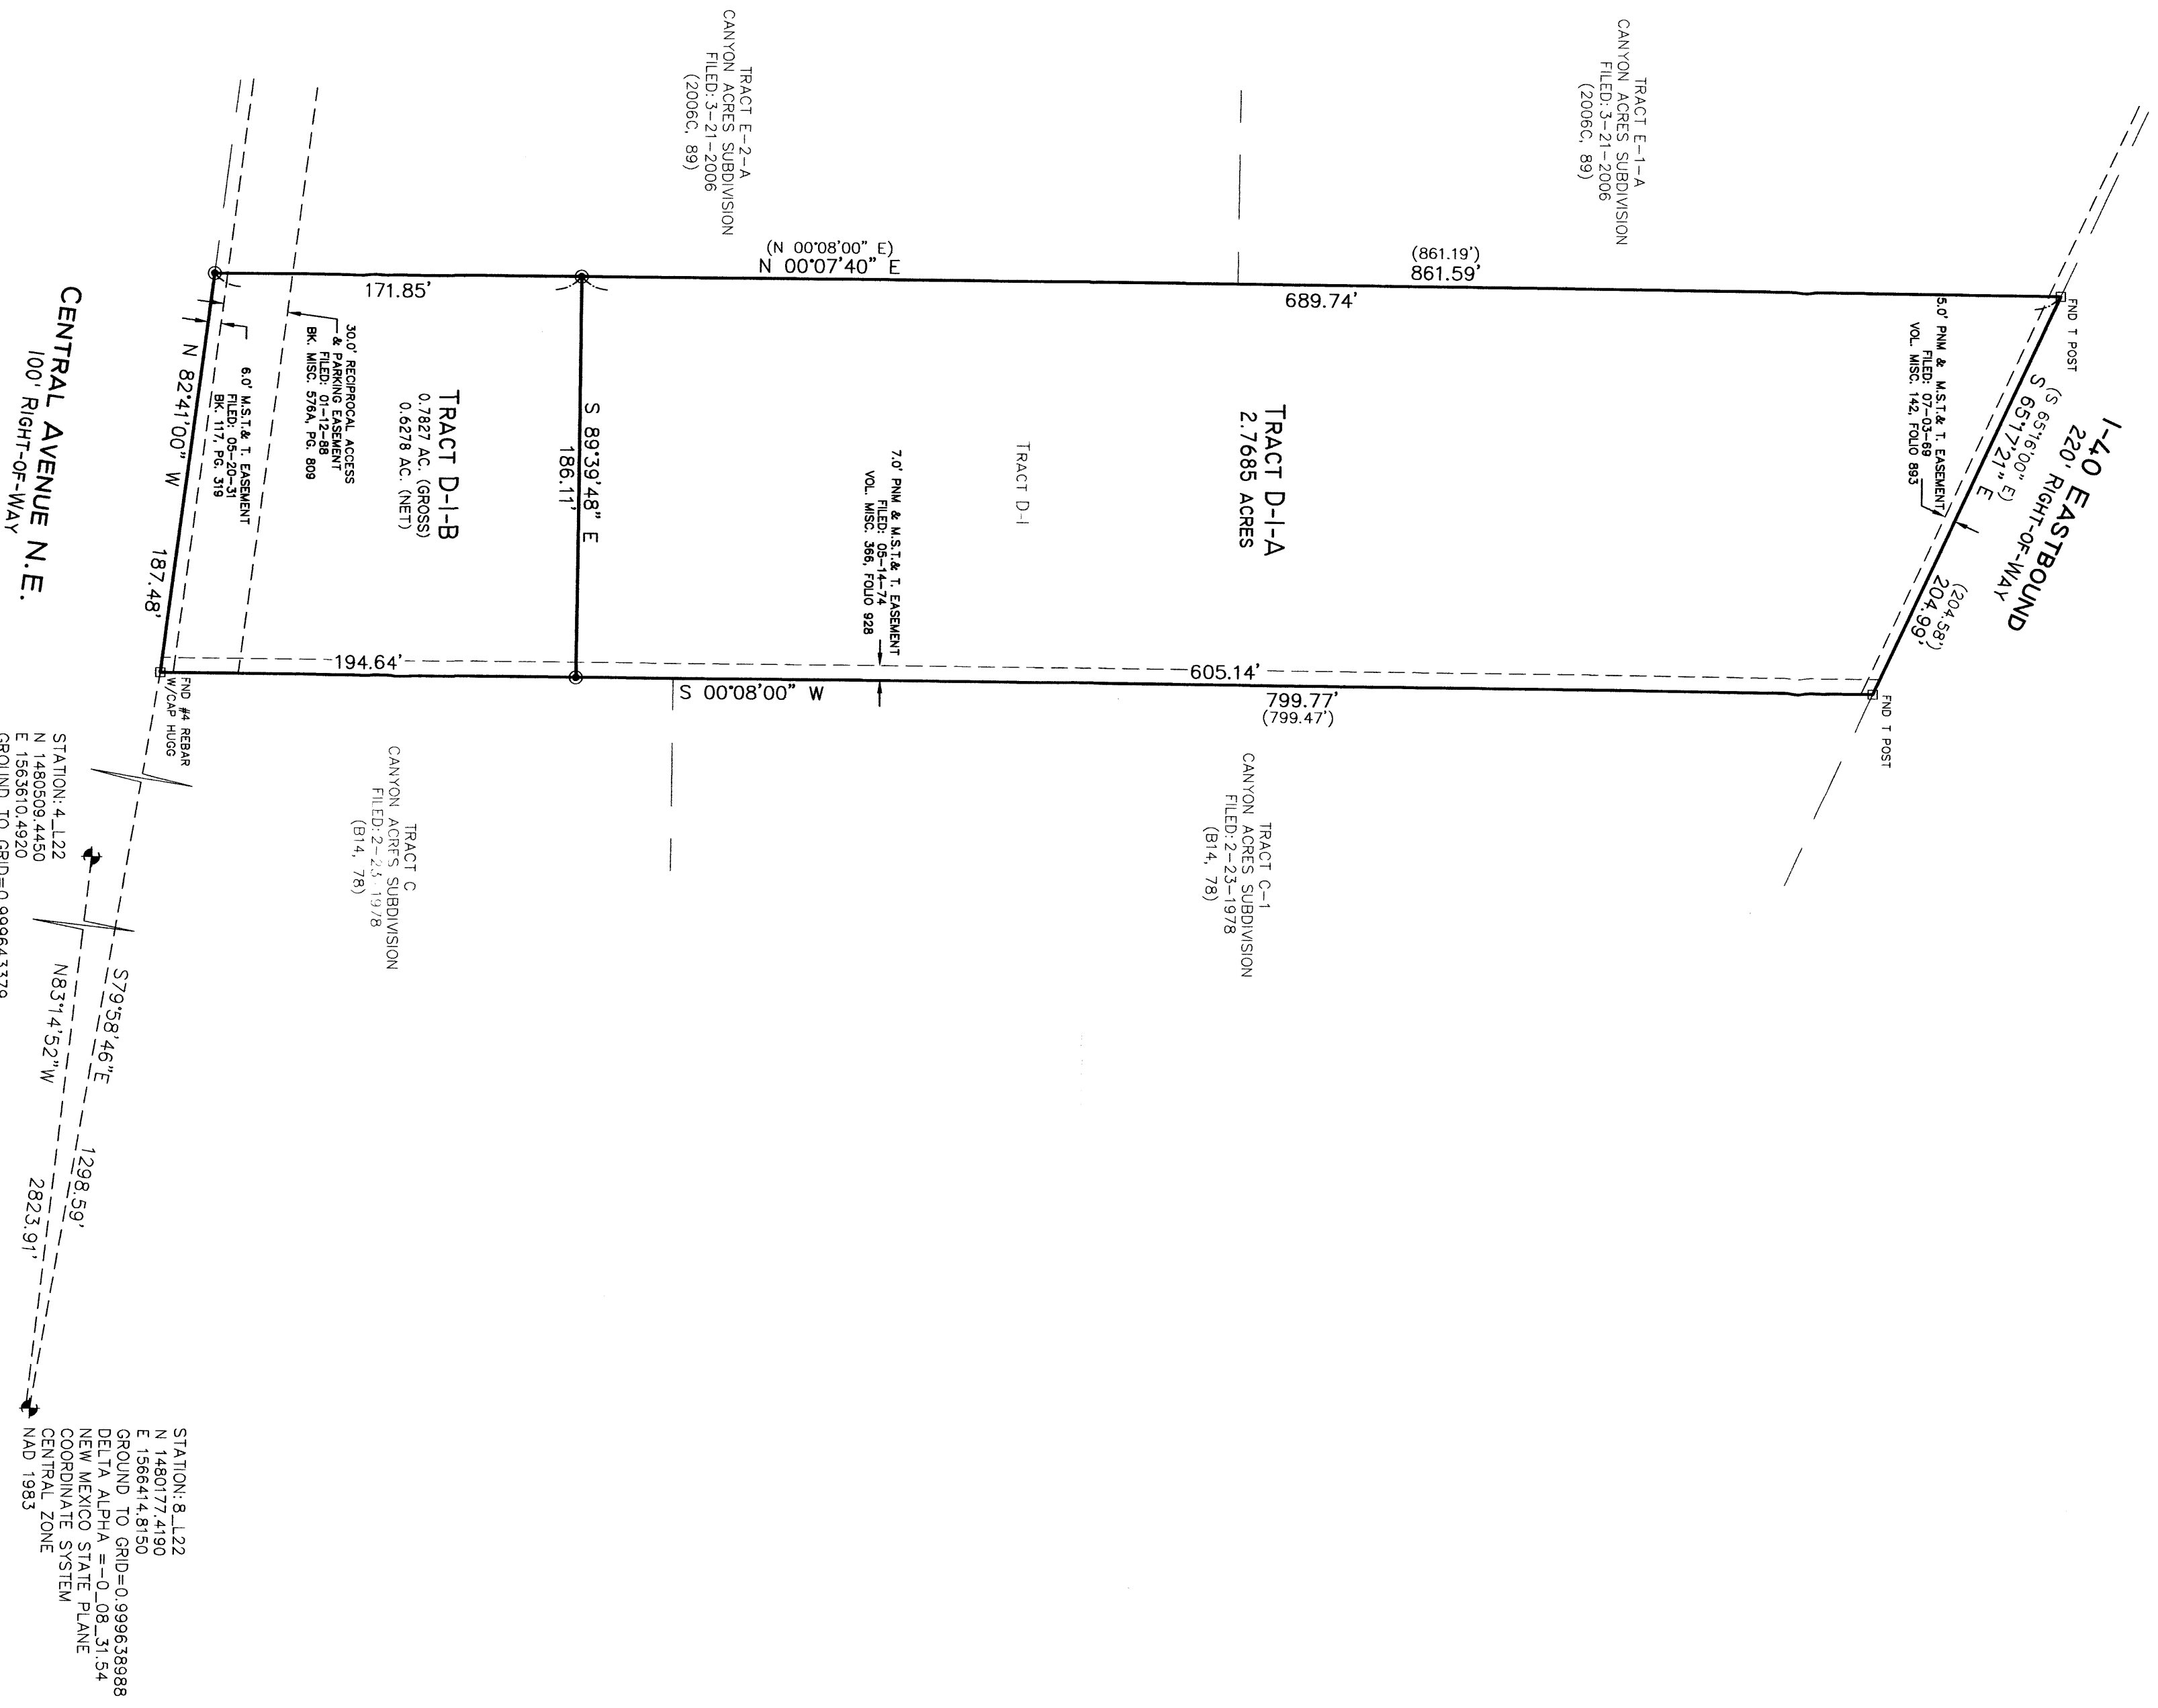 I-40 EASTBOUND
220' RIGHT-OF-WAY
(S 65°16'00" E)
S 65°17'21" E
(204.58')
204.99'
FND T POST
FND T POST
5.0' PNM & M.S.T.& T. EASEMENT
FILED: 07-03-69
VOL. MISC. 142, FOLIO 893
TRACT E-1-A
CANYON ACRES SUBDIVISION
FILED: 3-21-2006
(2006C, 89)
(861.19')
861.59'
689.74'
TRACT D-1-A
2.7685 ACRES
TRACT D-1
TRACT C-1
CANYON ACRES SUBDIVISION
FILED: 2-23-1978
(B14, 78)
605.14'
799.77'
(799.47')
S 00°08'00" W
7.0' PNM & M.S.T.& T. EASEMENT
FILED: 05-14-74
VOL. MISC. 366, FOLIO 928
(N 00°08'00" E)
N 00°07'40" E
TRACT E-2-A
CANYON ACRES SUBDIVISION
FILED: 3-21-2006
(2006C, 89)
S 89°39'48" E
186.11'
171.85'
TRACT D-1-B
0.7827 AC. (GROSS)
0.6278 AC. (NET)
30.0' RECIPROCAL ACCESS
& PARKING EASEMENT
FILED: 01-12-88
BK. MISC. 576A, PG. 809
6.0' M.S.T.& T. EASEMENT
FILED: 05-20-31
BK. 117, PG. 319
194.64'
TRACT C
CANYON ACRES SUBDIVISION
FILED: 2-23-1978
(B14, 78)
N 82°41'00" W
187.48'
FND #4 REBAR
W/CAP HUGG
CENTRAL AVENUE N.E.
100' RIGHT-OF-WAY
STATION: 4_L22
N 1480509.4450
E 1563610.4920
GROUND TO GRID=0.999643379
S79°58'46"E
1298.59'
N83°14'52"W
2823.91'
STATION: 8_L22
N 1480177.4190
E 1566414.8150
GROUND TO GRID=0.999638988
DELTA ALPHA =-0_08_31.54
NEW MEXICO STATE PLANE
COORDINATE SYSTEM
CENTRAL ZONE
NAD 1983